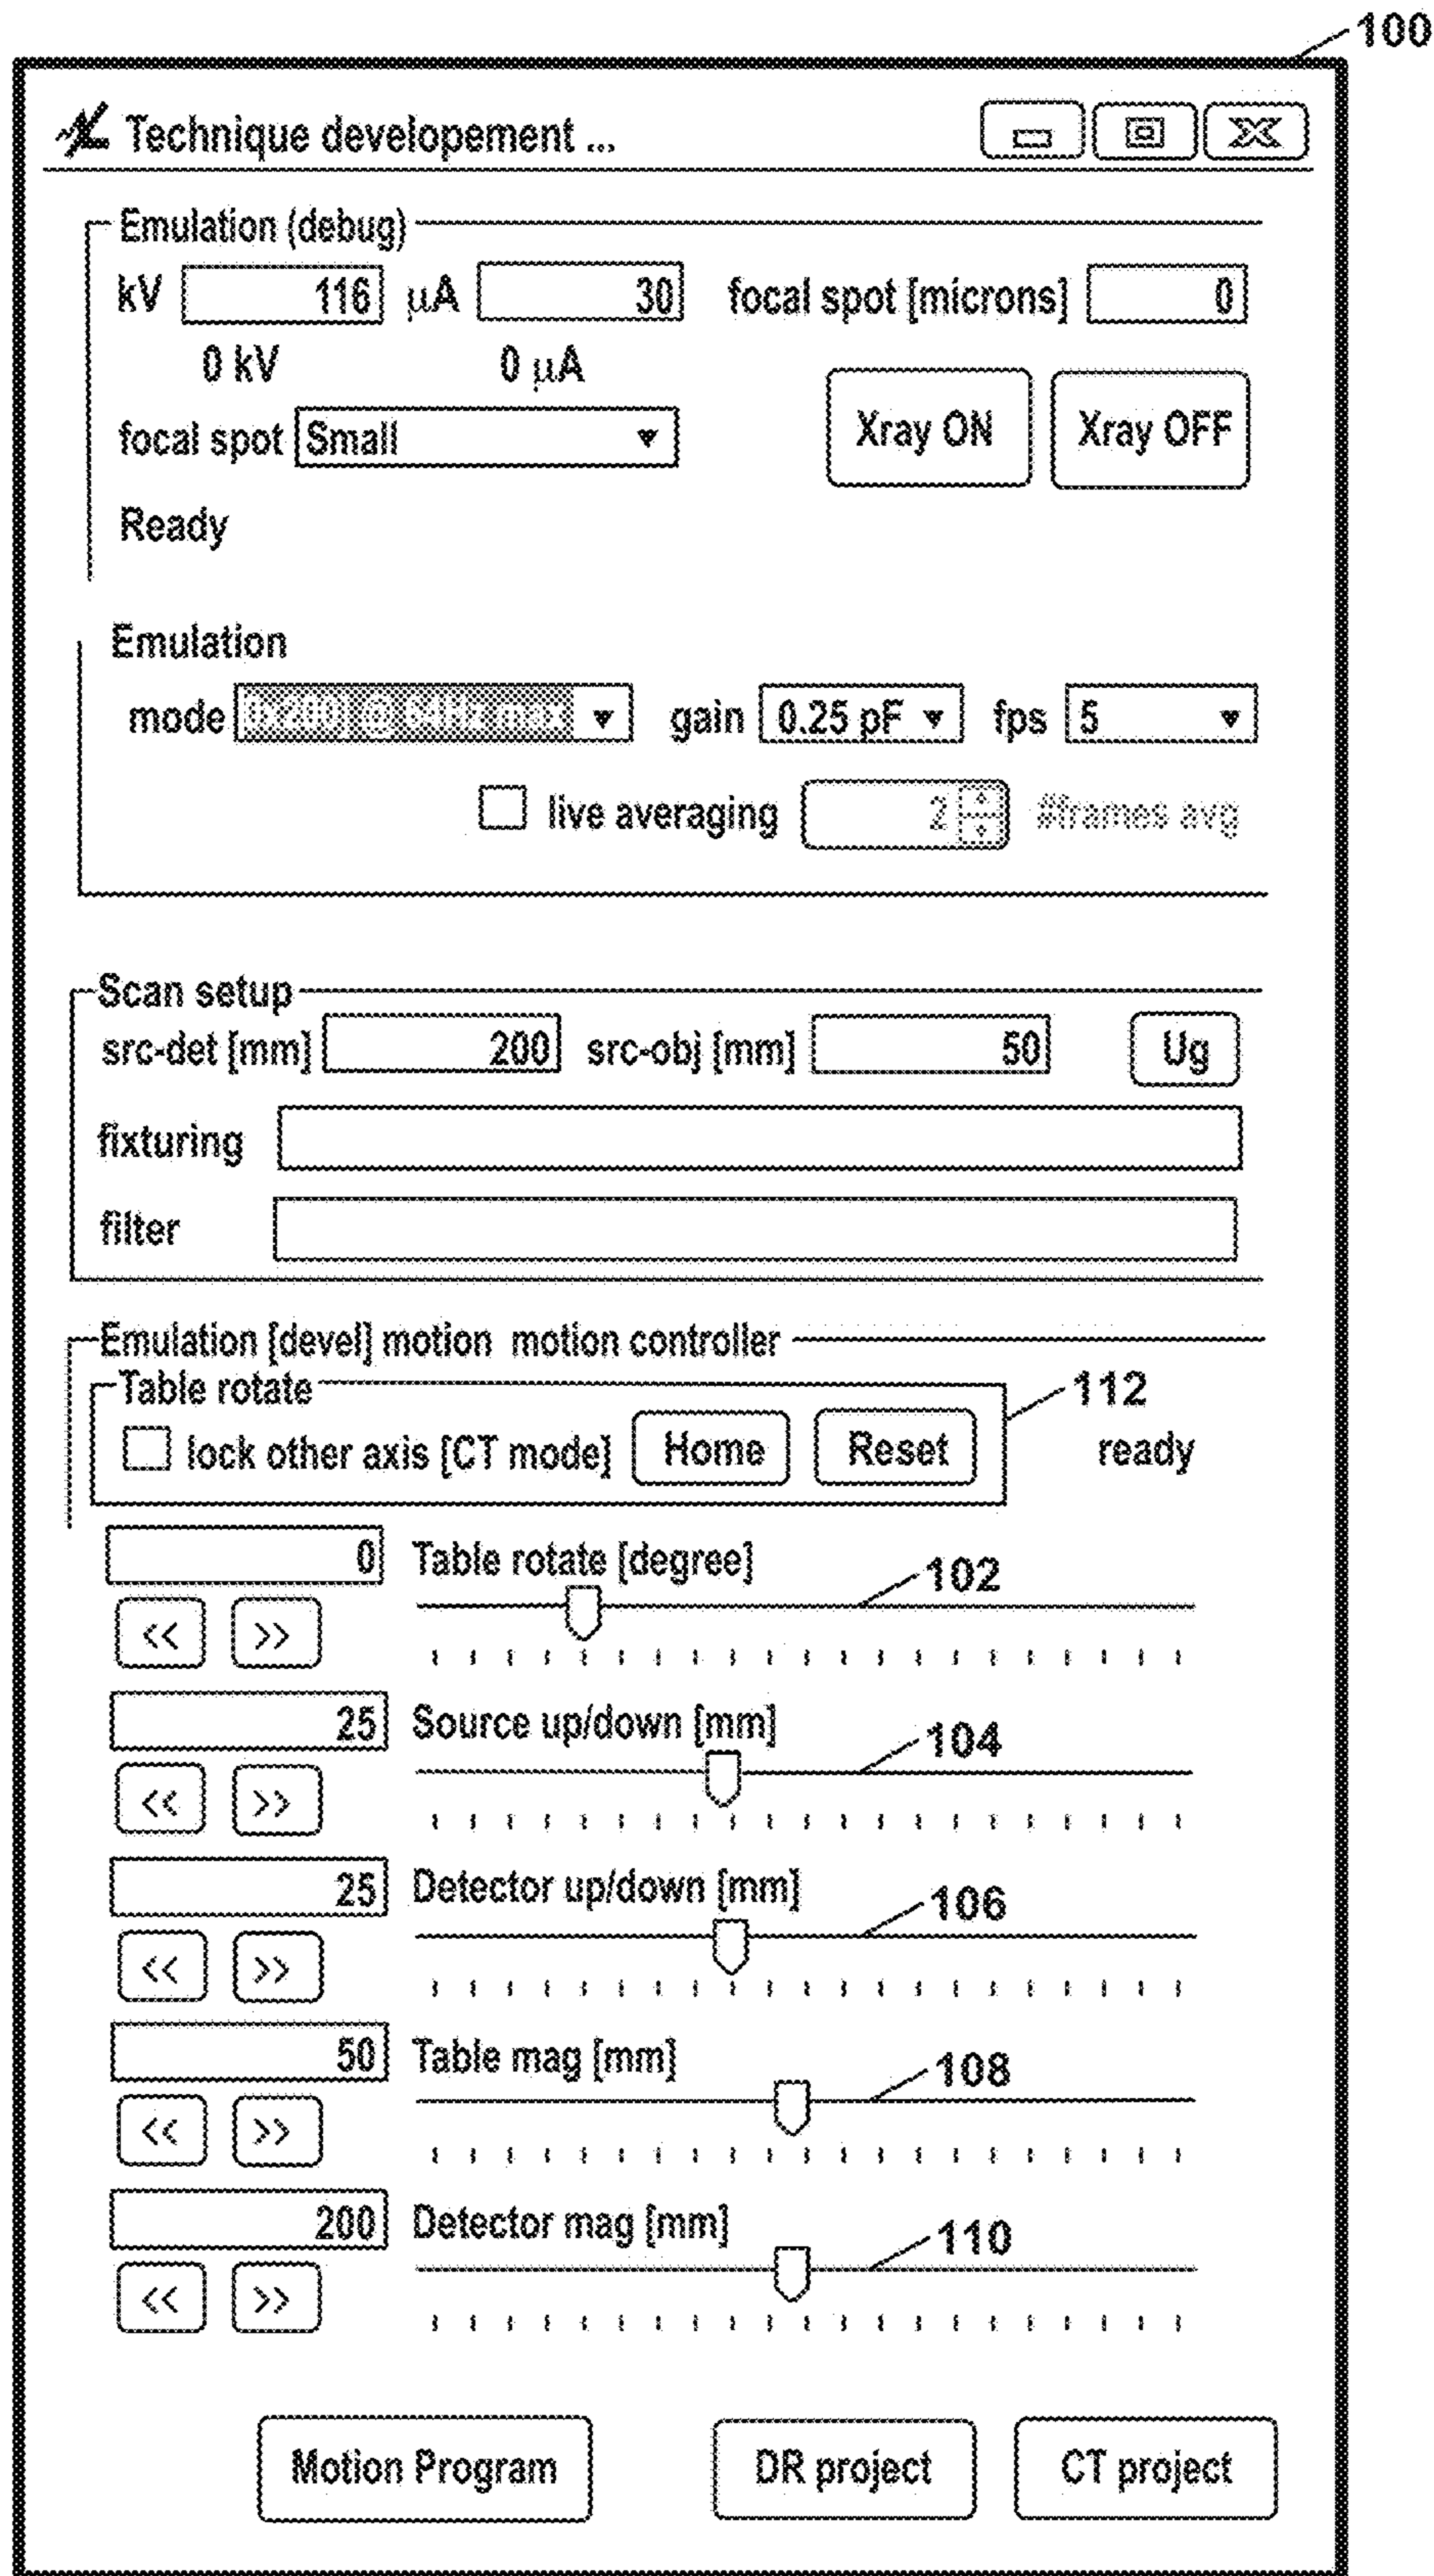 100
Technique developement ...
Emulation (debug)
kV 116 µA 30 focal spot [microns] 0
0 kV 0 µA
focal spot Small Xray ON Xray OFF
Ready
Emulation
mode @ 64Hz max gain 0.25 pF fps 5
live averaging 2 #frames avg
Scan setup
src-det [mm] 200 src-obj [mm] 50 Ug
fixturing
filter
Emulation [devel] motion motion controller
Table rotate 112
lock other axis [CT mode] Home Reset ready
0 Table rotate [degree] 102
<< >>
25 Source up/down [mm] 104
<< >>
25 Detector up/down [mm] 106
<< >>
50 Table mag [mm] 108
<< >>
200 Detector mag [mm] 110
<< >>
Motion Program DR project CT project